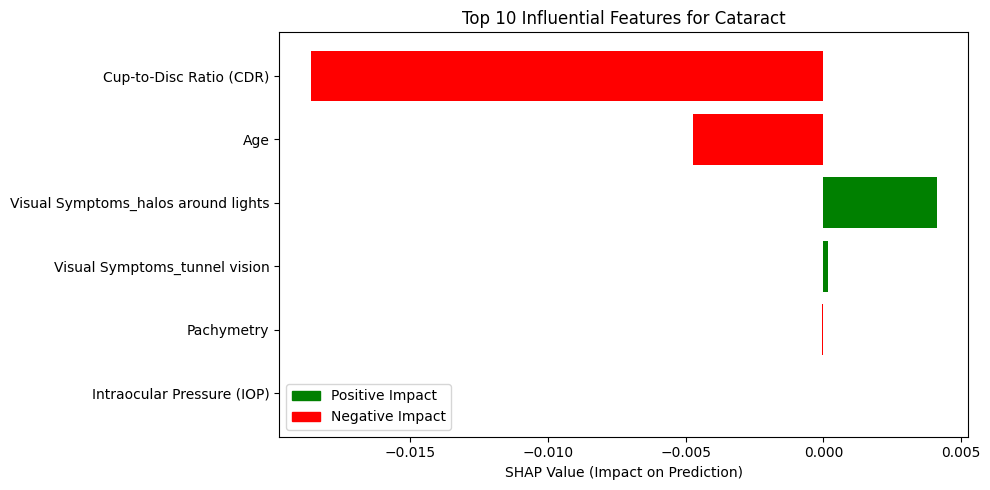 Top 10 Influential Features for Cataract
Cup-to-Disc Ratio (CDR)
Age
Visual Symptoms_halos around lights
Visual Symptoms_tunnel vision
Pachymetry
Intraocular Pressure (IOP)
Positive Impact
Negative Impact
−0.015 −0.010 −0.005 0.000 0.005
SHAP Value (Impact on Prediction)